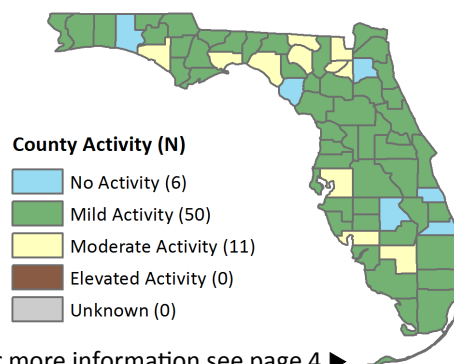 County Activity (N)
No Activity (6)
Mild Activity (50)
Moderate Activity (11)
Elevated Activity (0)
Unknown (0)
more information see page 4 ►